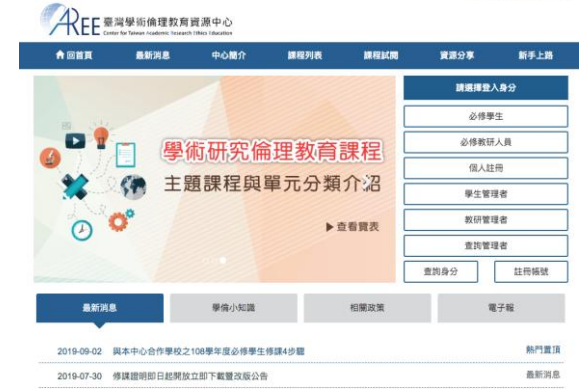 AREE 臺灣學術倫理教育資源中心
Center for Taiwan Academic Research Ethics Education
回首頁 最新消息 中心簡介 課程列表 課程試閱 資源分享 新手上路
學術研究倫理教育課程
主題課程與單元分類介紹
▶查看覽表
請選擇登入身分
必修學生
必修教研人員
個人註冊
學生管理者
教研管理者
查詢管理者
查詢身分 註冊帳號
最新消息 學倫小知識 相關政策 電子報
2019-09-02 與本中心合作學校之108學年度必修學生修課4步驟 熱門置頂
2019-07-30 修課證明即日起開放立即下載暨改版公告 最新消息